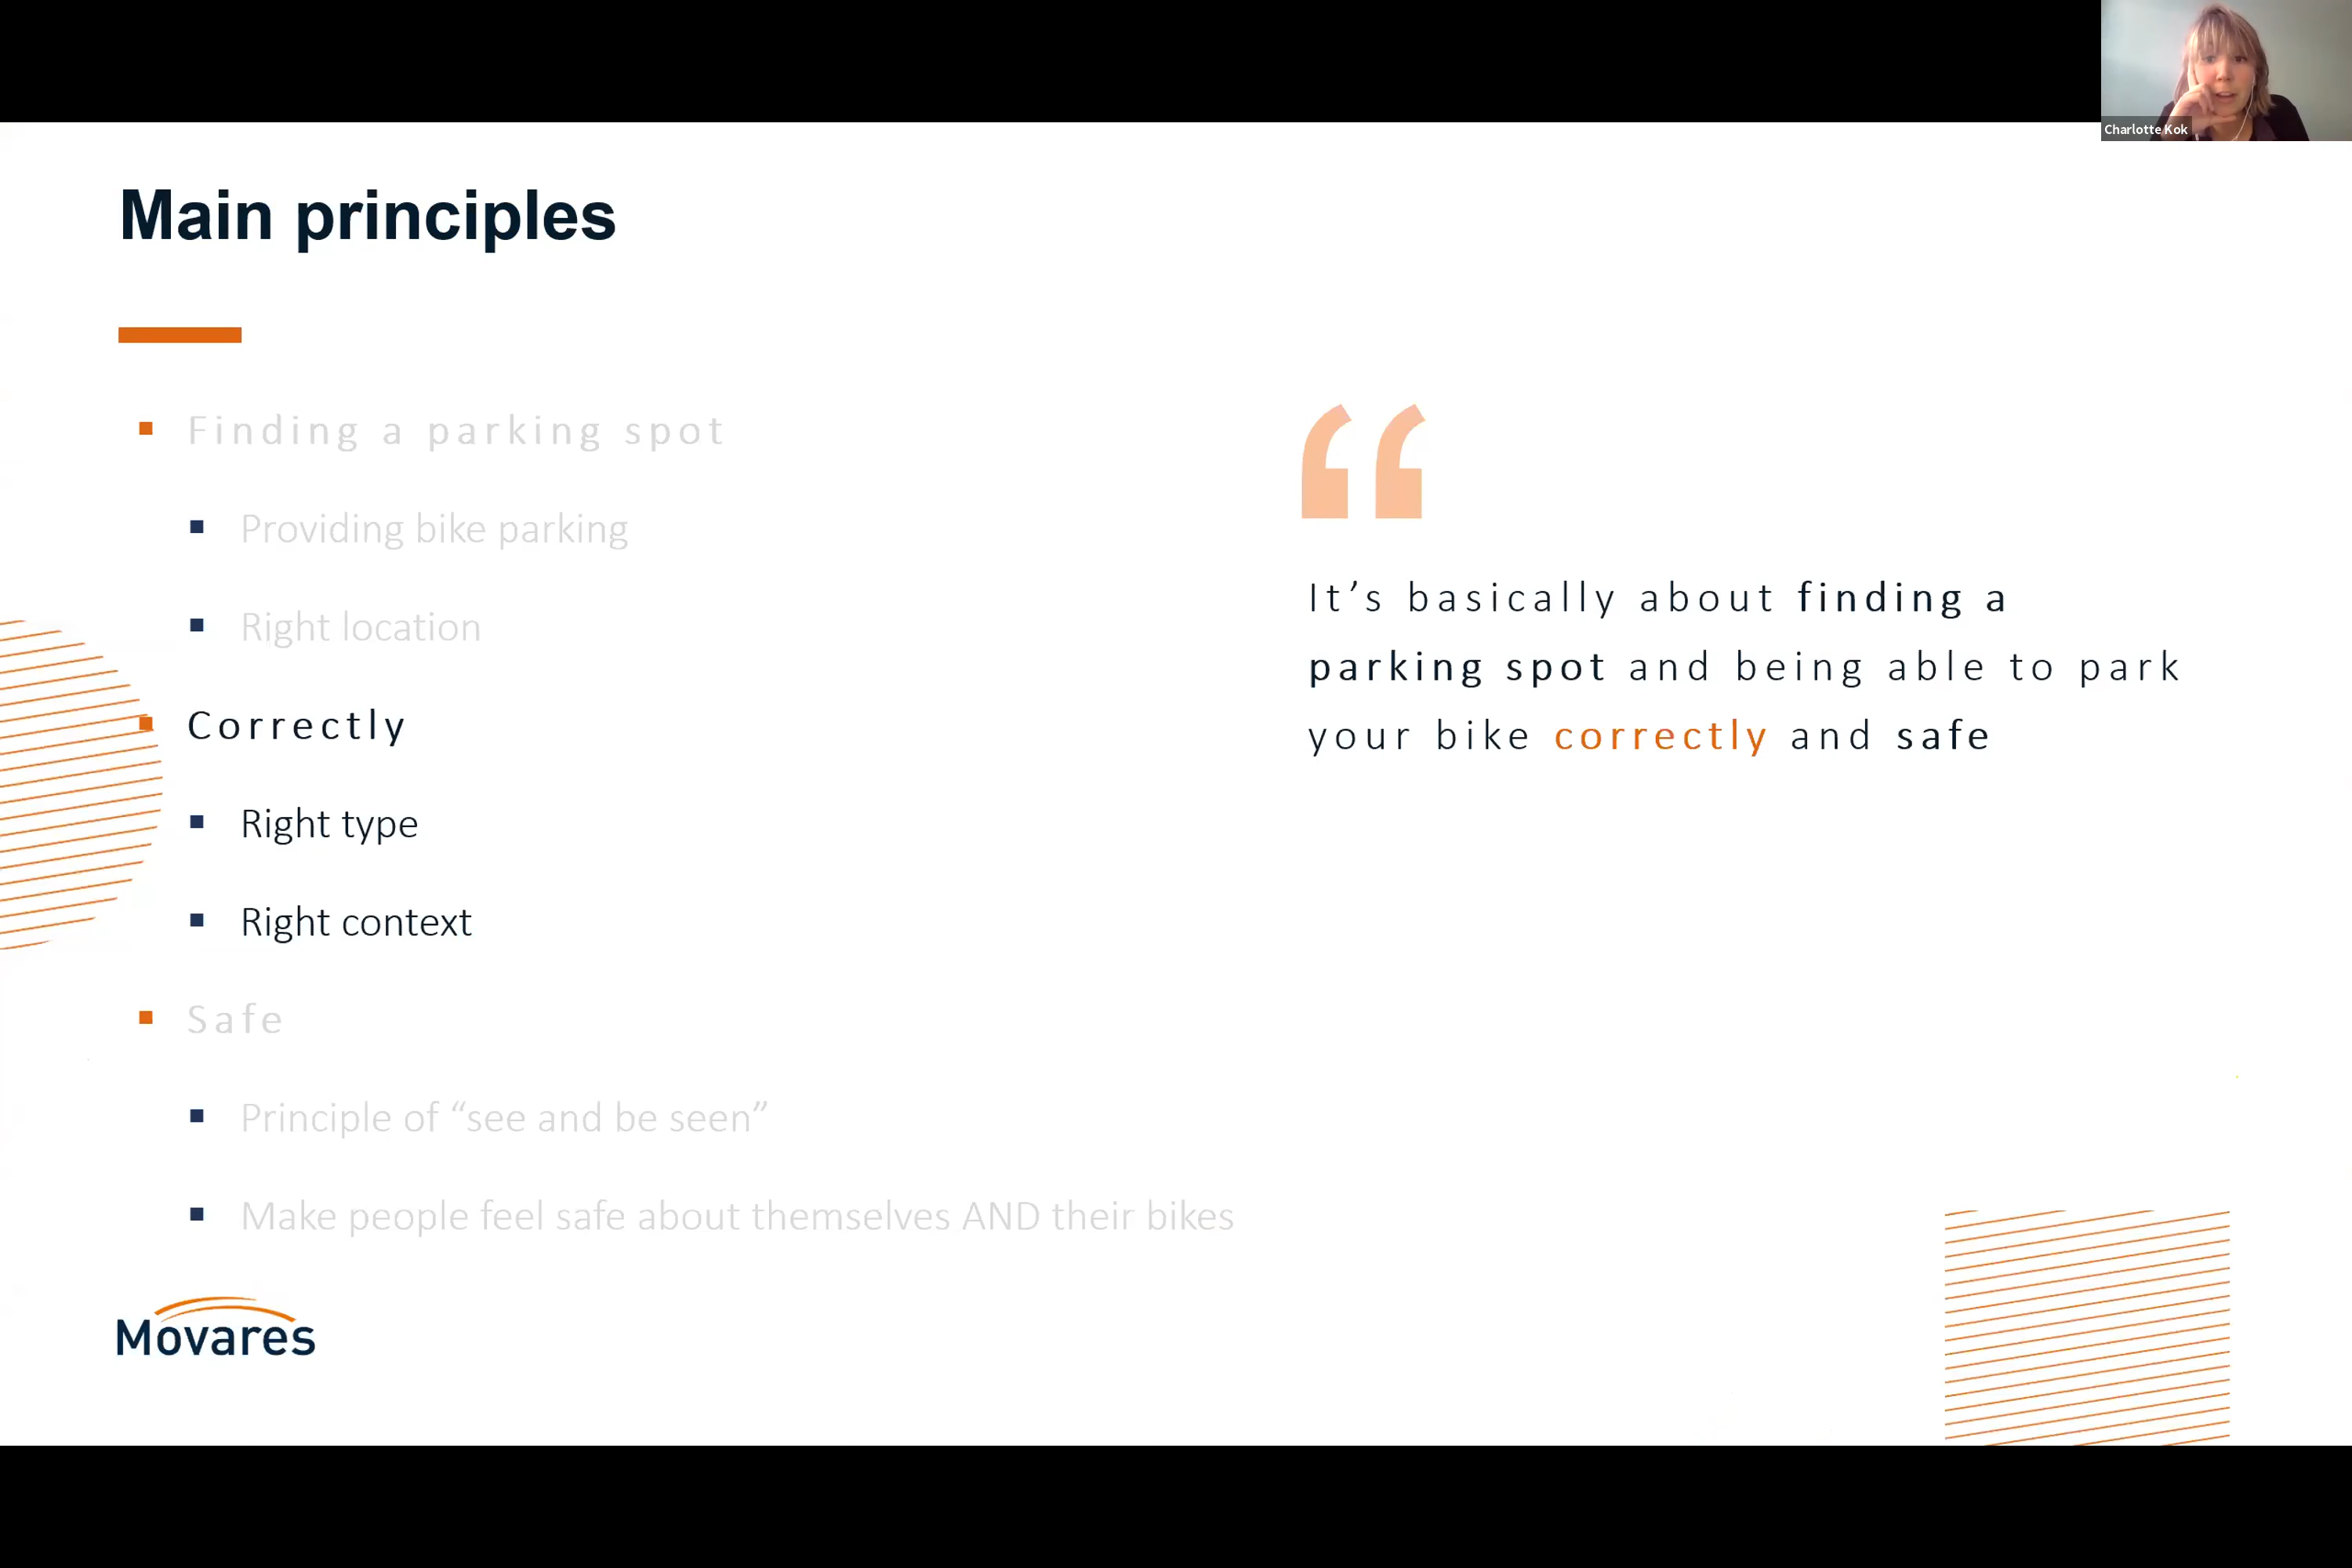 Charlotte Kok
Main principles
Finding a parking spot
Providing bike parking
Right location
Correctly
Right type
Right context
Safe
Principle of “see and be seen”
Make people feel safe about themselves AND their bikes
It’s basically about finding a
parking spot and being able to park
your bike correctly and safe
Movares